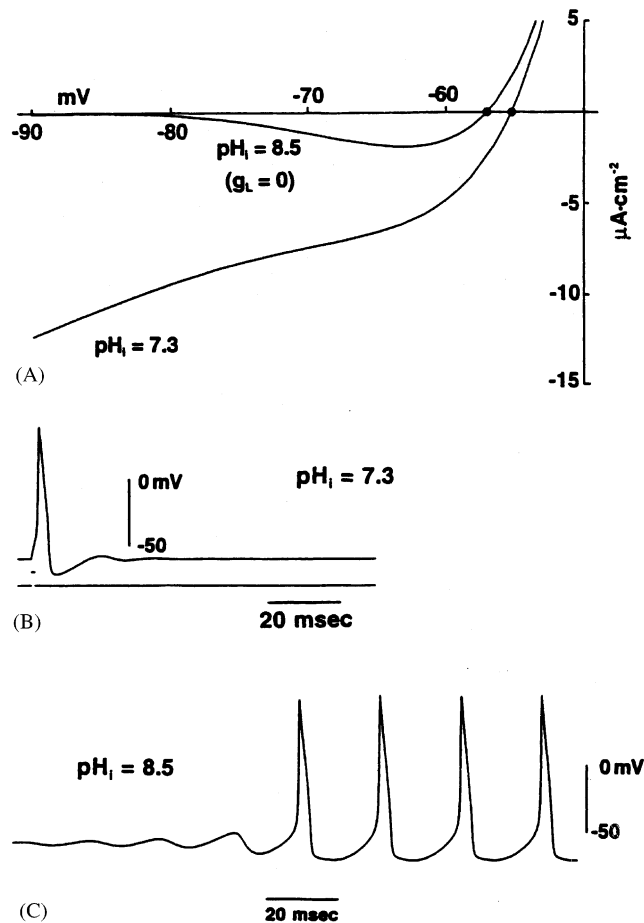 5
mV
-70
-60
-90
-80
pHi = 8.5
(gL = 0)
-5
μA·cm-2
-10
pHi = 7.3
-15
(A)
0 mV
pHi = 7.3
-50
20 msec
(B)
pHi = 8.5
0 mV
-50
20 msec
(C)